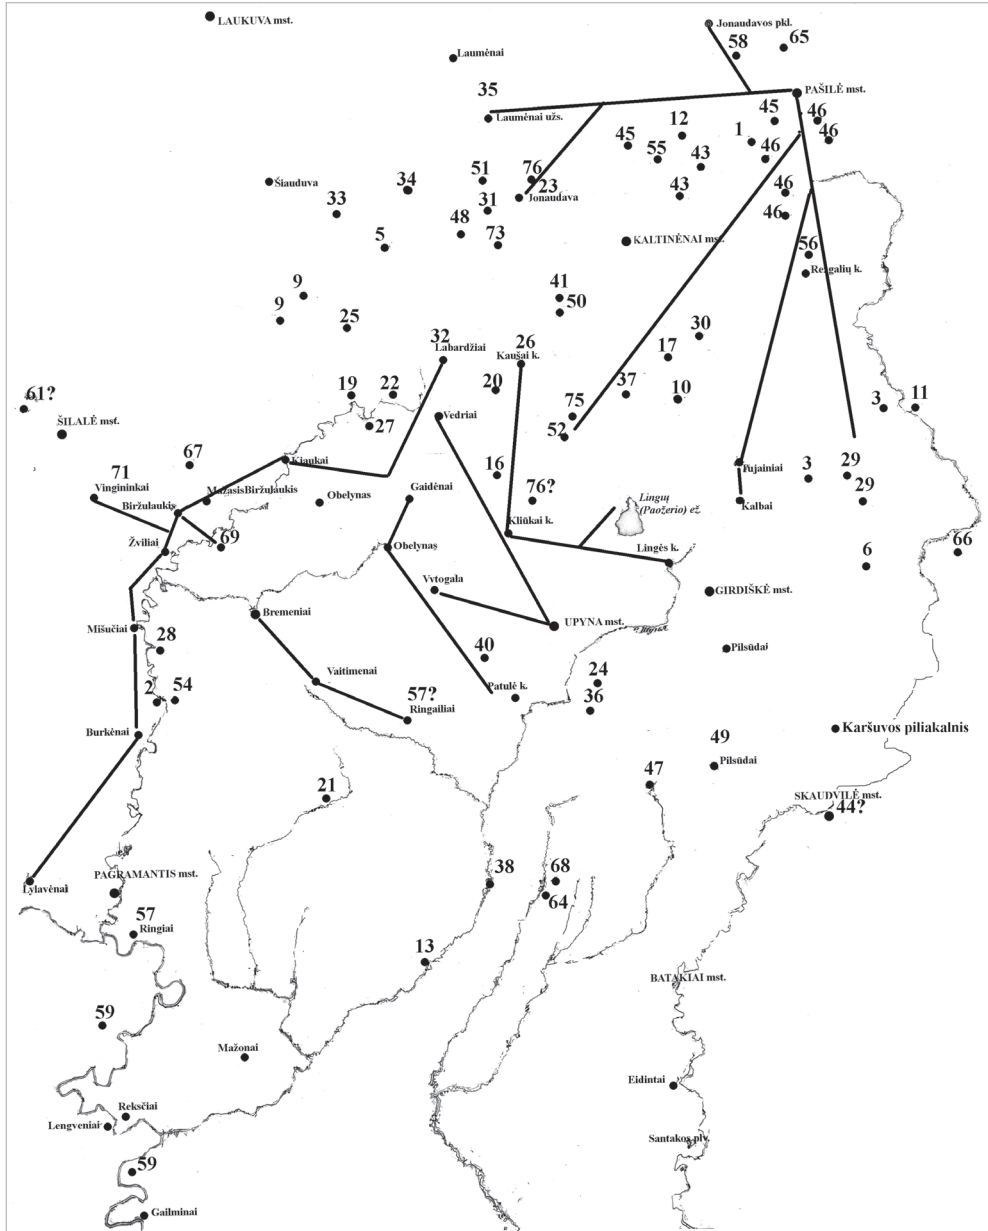 LAUKUVA mst.
Jonaudavos pkl.
58
65
Laumėnai
35
PAŠILĖ mst.
Laumėnai užs.
45
46
12
1
46
45
55
46
43
51
76
34
Šiauduva
23
Jonaudava
43
46
33
31
46
48
5
73
KALTINĖNAI mst.
56
Rezgalių k.
9
41
9
50
25
32
26
30
Labardžiai
Kaušai k.
17
61?
19
22
20
37
10
3
11
ŠILALĖ mst.
27
Vedriai
75
52
67
Kiaukai
16
Tujainiai
3
29
71
Vingininkai
MažasisBiržulaukis
Obelynas
Gaidėnai
76?
Lingių
(Paožerio) ež.
Kalbai
29
Biržulaukis
Kliūkai k.
69
Žviliai
Obelynas
Lingės k.
66
6
Vytogala
GIRDIŠKĖ mst.
Bremeniai
UPYNA mst.
Mišučiai
28
40
Pilsūdai
Vaitimenai
24
2
54
57?
Patulė k.
36
Ringailiai
Burkėnai
Karšuvos piliakalnis
49
21
47
Pilsūdai
SKAUDVILĖ mst.
44?
PAGRAMANTIS mst.
38
68
Lylavėnai
64
57
Ringiai
13
BATAKIAI mst.
59
Mažonai
Eidintai
Reksčiai
Lengveniai
Santakos plv.
59
Gailminai